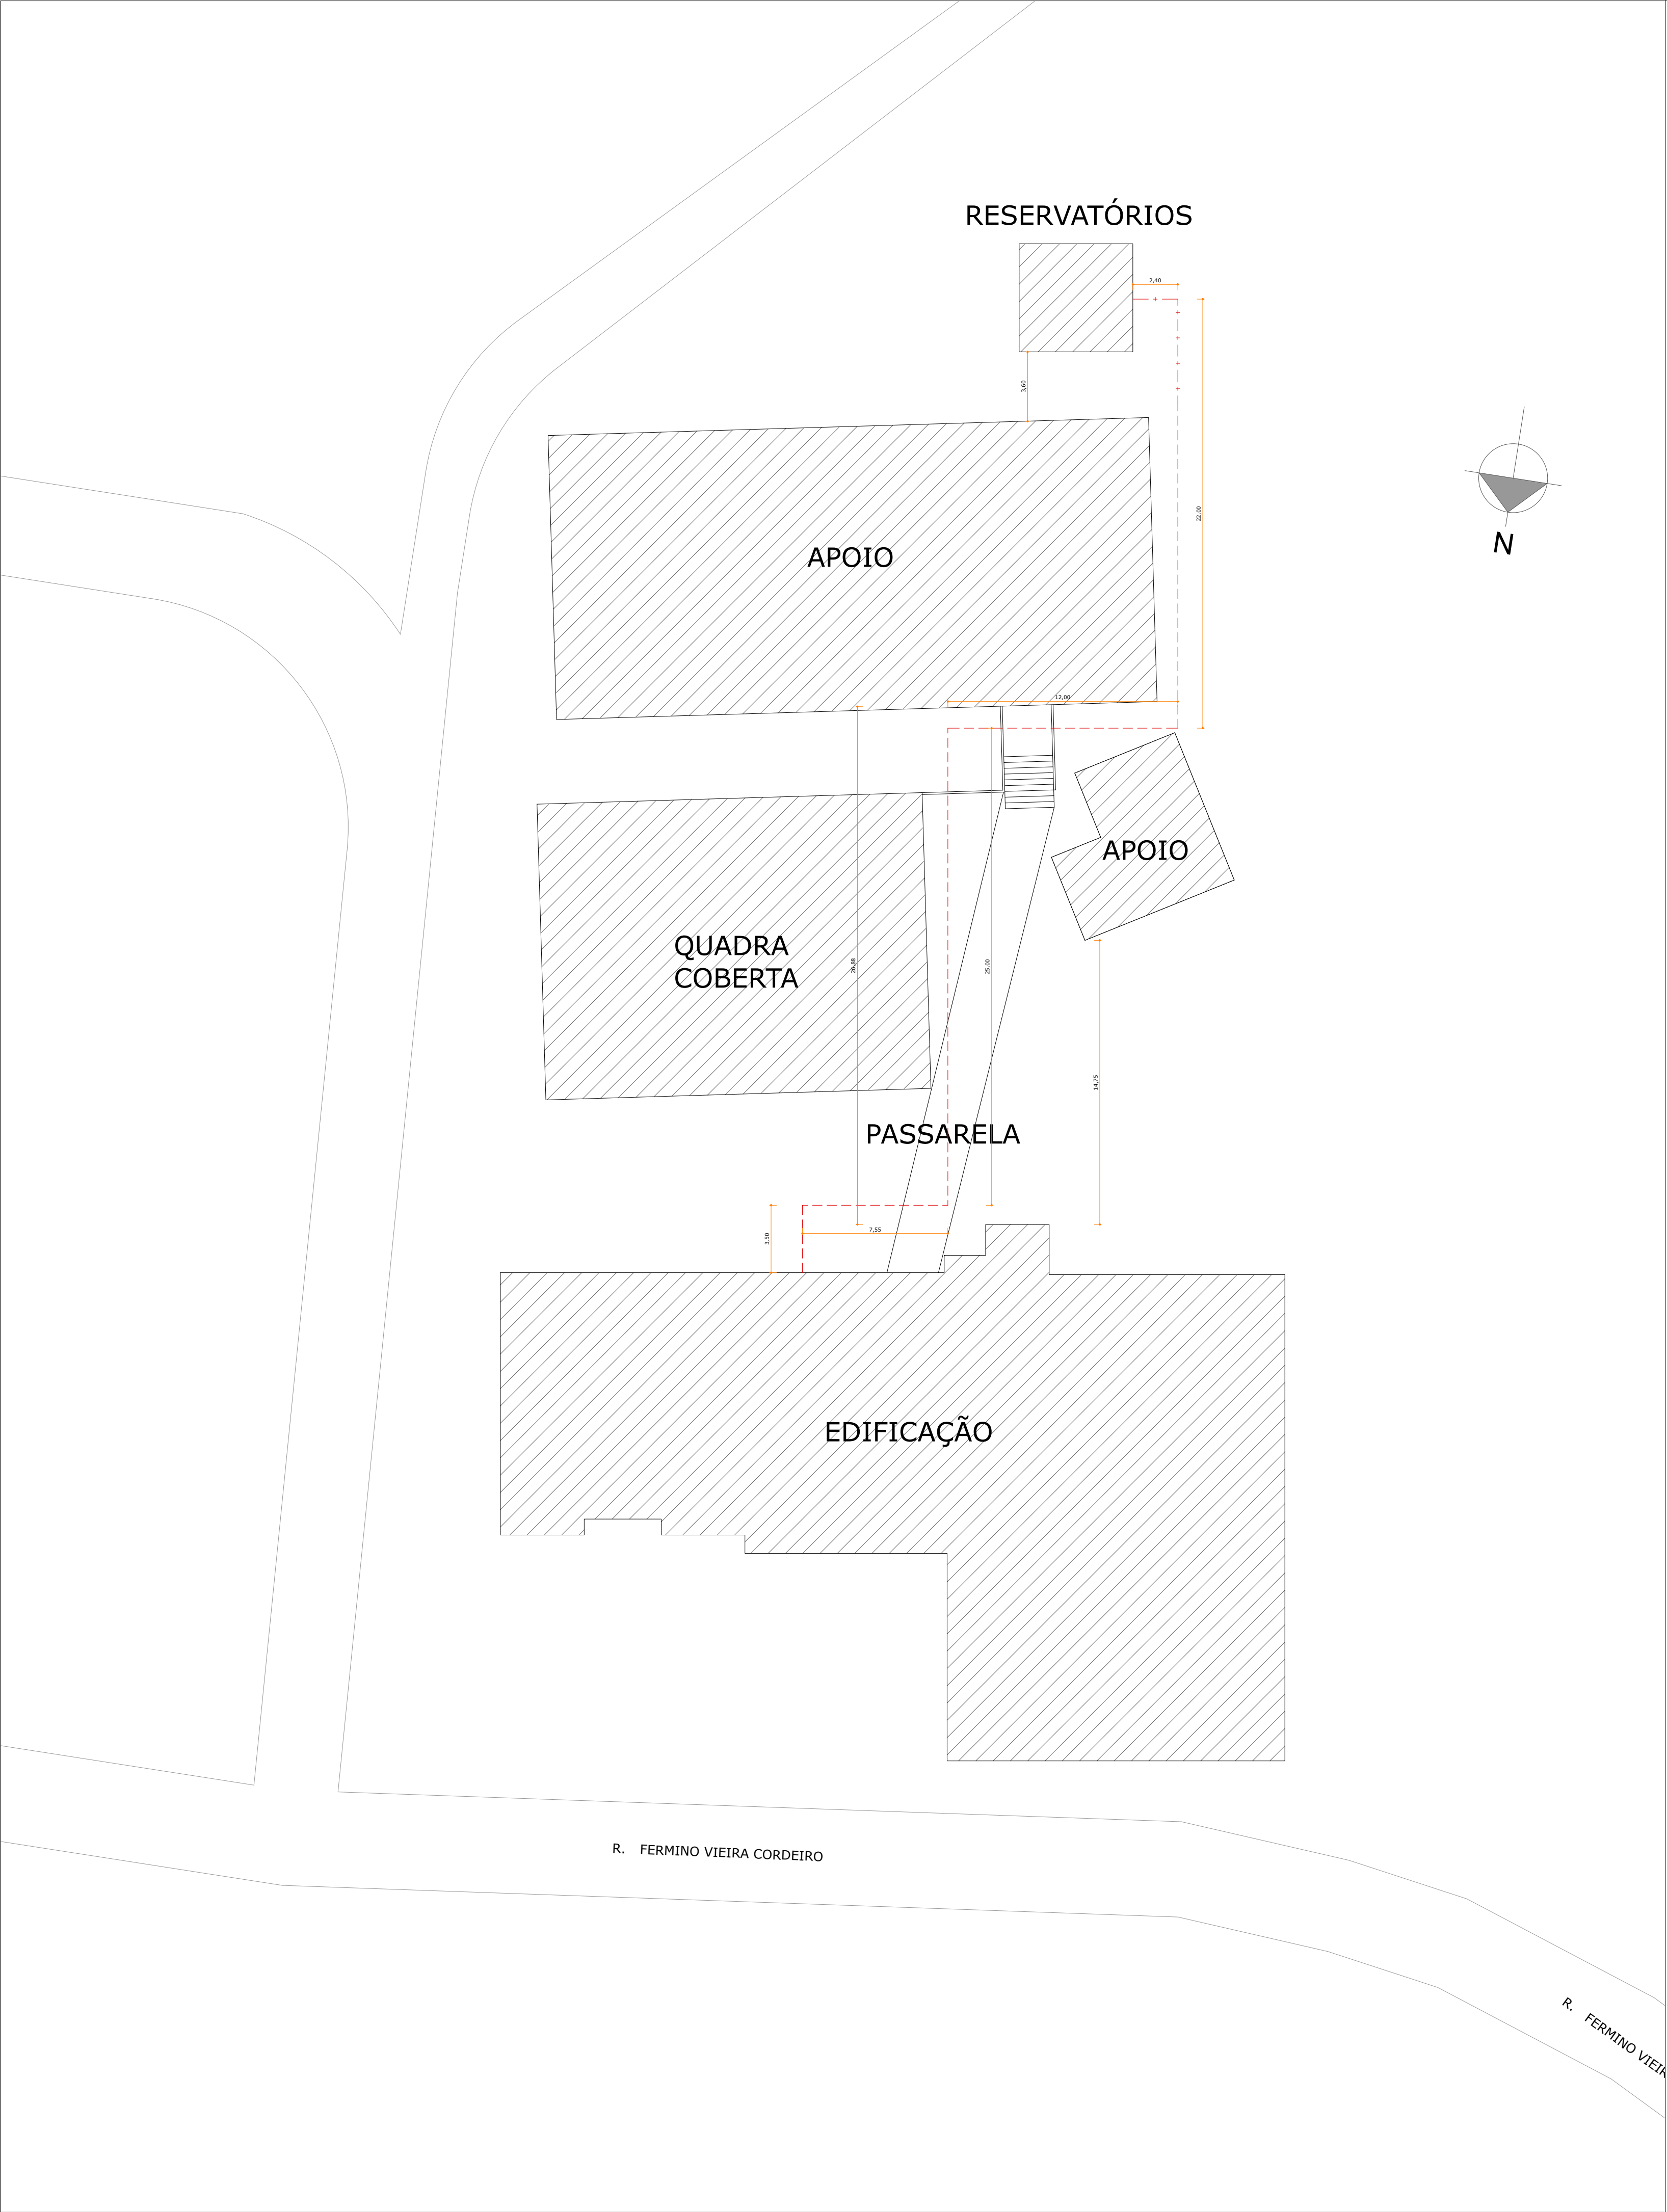 RESERVATÓRIOS
2,40
3,60
22,00
N
APOIO
12,00
APOIO
QUADRA
COBERTA
26,88
25,00
14,75
PASSARELA
7,55
3,50
EDIFICAÇÃO
R. FERMINO VIEIRA CORDEIRO
R. FERMINO VIEIR